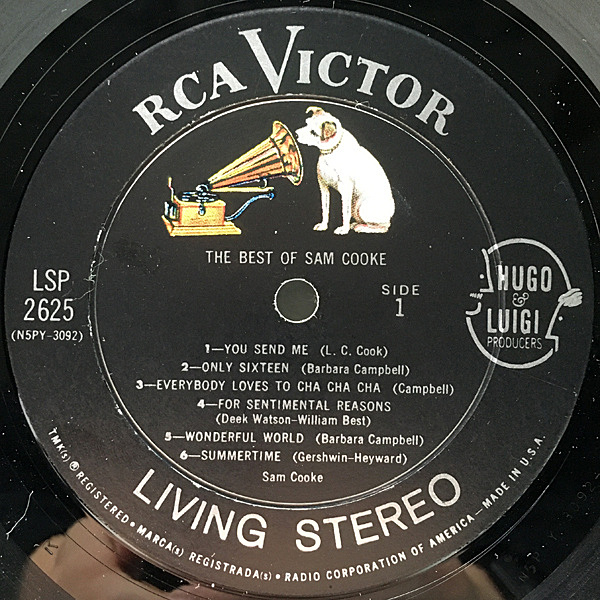 RCA VICTOR
THE BEST OF SAM COOKE
LSP
2625
(N5PY-3092)
SIDE
1
HUGO
&
LUIGI
PRODUCERS
1—YOU SEND ME (L. C. Cook)
2—ONLY SIXTEEN (Barbara Campbell)
3—EVERYBODY LOVES TO CHA CHA CHA (Campbell)
4—FOR SENTIMENTAL REASONS
(Deek Watson—William Best)
5—WONDERFUL WORLD (Barbara Campbell)
6—SUMMERTIME (Gershwin-Heyward)
Sam Cooke
LIVING STEREO
TMK(s) ® REGISTERED • MARCA(s) REGISTRADA(s) • RADIO CORPORATION OF AMERICA—MADE IN U.S.A.